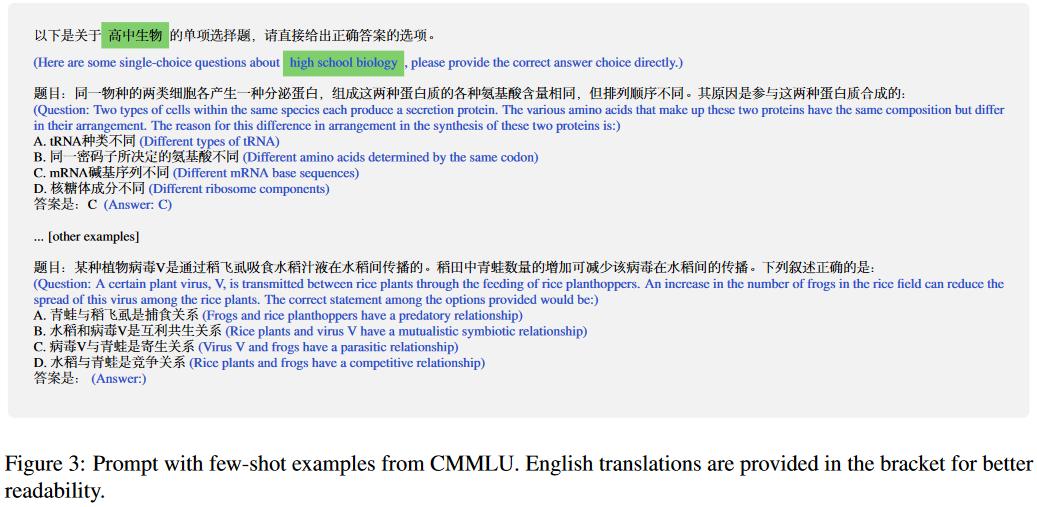 以下是关于 高中生物 的单项选择题，请直接给出正确答案的选项。
(Here are some single-choice questions about high school biology, please provide the correct answer choice directly.)
题目：同一物种的两类细胞各产生一种分泌蛋白，组成这两种蛋白质的各种氨基酸含量相同，但排列顺序不同。其原因是参与这两种蛋白质合成的：
(Question: Two types of cells within the same species each produce a secretion protein. The various amino acids that make up these two proteins have the same composition but differ
in their arrangement. The reason for this difference in arrangement in the synthesis of these two proteins is:)
A. tRNA种类不同 (Different types of tRNA)
B. 同一密码子所决定的氨基酸不同 (Different amino acids determined by the same codon)
C. mRNA碱基序列不同 (Different mRNA base sequences)
D. 核糖体成分不同 (Different ribosome components)
答案是：C (Answer: C)
... [other examples]
题目：某种植物病毒V是通过稻飞虱吸食水稻汁液在水稻间传播的。稻田中青蛙数量的增加可减少该病毒在水稻间的传播。下列叙述正确的是：
(Question: A certain plant virus, V, is transmitted between rice plants through the feeding of rice planthoppers. An increase in the number of frogs in the rice field can reduce the
spread of this virus among the rice plants. The correct statement among the options provided would be:)
A. 青蛙与稻飞虱是捕食关系 (Frogs and rice planthoppers have a predatory relationship)
B. 水稻和病毒V是互利共生关系 (Rice plants and virus V have a mutualistic symbiotic relationship)
C. 病毒V与青蛙是寄生关系 (Virus V and frogs have a parasitic relationship)
D. 水稻与青蛙是竞争关系 (Rice plants and frogs have a competitive relationship)
答案是： (Answer:)
Figure 3: Prompt with few-shot examples from CMMLU. English translations are provided in the bracket for better
readability.